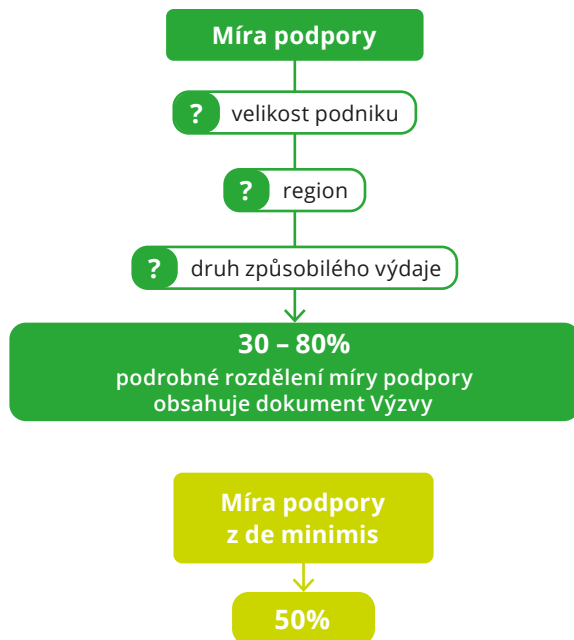 Míra podpory
? velikost podniku
? region
? druh způsobilého výdaje
30 – 80%
podrobné rozdělení míry podpory
obsahuje dokument Výzvy
Míra podpory
z de minimis
50%